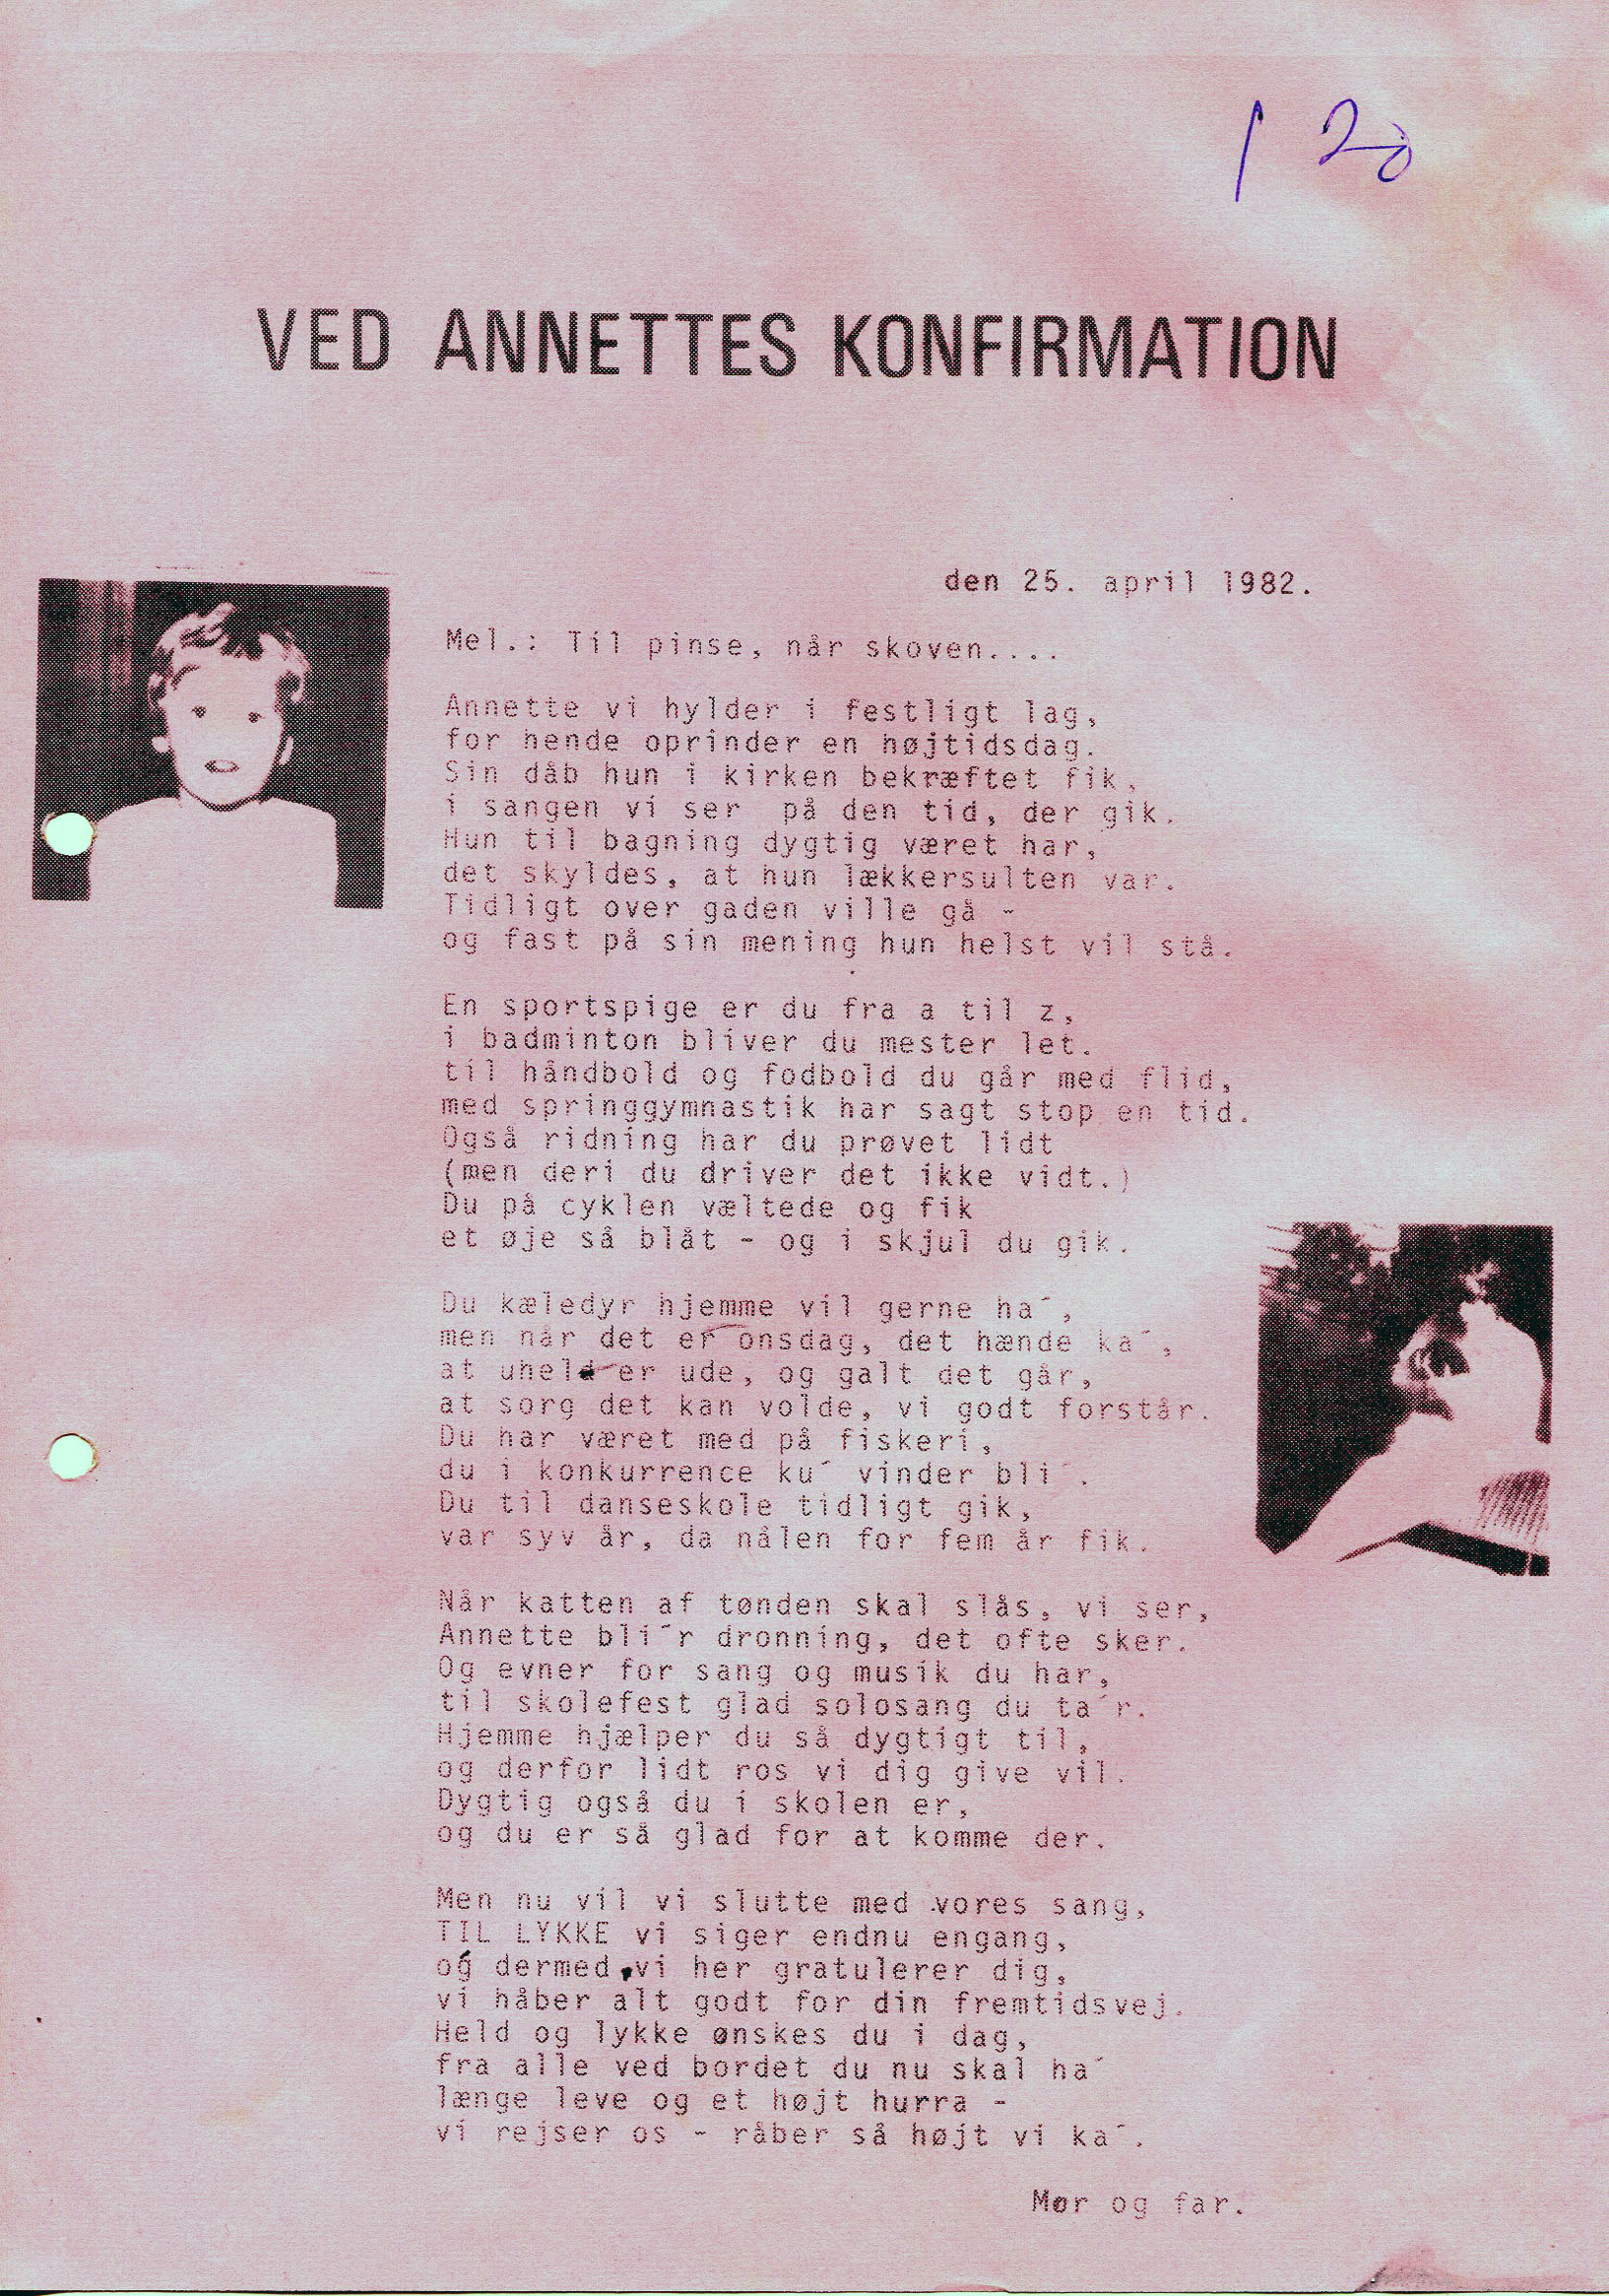 VED ANNETTES KONFIRMATION
den 25. april 1982.
Mel.: Til pinse, når skoven....
Annette vi hylder i festligt lag,
for hende oprinder en højtidsdag.
Sin dåb hun i kirken bekræftet fik,
i sangen vi ser på den tid, der gik.
Hun til bagning dygtig været har,
det skyldes, at hun lækkersulten var.
Tidligt over gaden ville gå -
og fast på sin mening hun helst vil stå.
En sportspige er du fra a til z,
i badminton bliver du mester let.
til håndbold og fodbold du går med flid,
med springgymnastik har sagt stop en tid.
Også ridning har du prøvet lidt
(men deri du driver det ikke vidt.)
Du på cyklen væltede og fik
et øje så blåt - og i skjul du gik.
Du kæledyr hjemme vil gerne ha´,
men når det er onsdag, det hænde ka´,
at uheld er ude, og galt det går,
at sorg det kan volde, vi godt forstår.
Du har været med på fiskeri,
du i konkurrence ku´ vinder bli´.
Du til danseskole tidligt gik,
var syv år, da nålen for fem år fik.
Når katten af tønden skal slås, vi ser,
Annette bli´r dronning, det ofte sker.
Og evner for sang og musik du har,
til skolefest glad solosang du ta´r.
Hjemme hjælper du så dygtigt til,
og derfor lidt ros vi dig give vil.
Dygtig også du i skolen er,
og du er så glad for at komme der.
Men nu vil vi slutte med vores sang,
TIL LYKKE vi siger endnu engang,
og dermed vi her gratulerer dig,
vi håber alt godt for din fremtidsvej.
Held og lykke ønskes du i dag,
fra alle ved bordet du nu skal ha´
længe leve og et højt hurra -
vi rejser os - råber så højt vi ka´.
Mor og far.